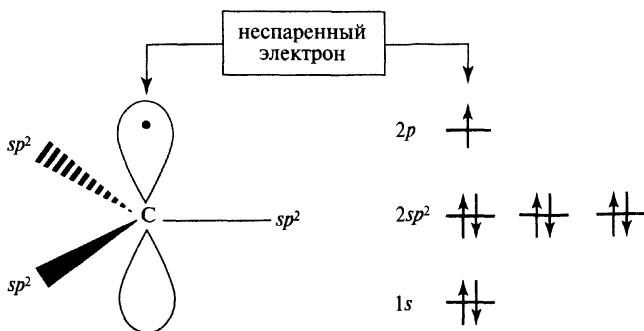 неспаренный
электрон
sp²
2p
C
sp²
2sp²
sp²
1s